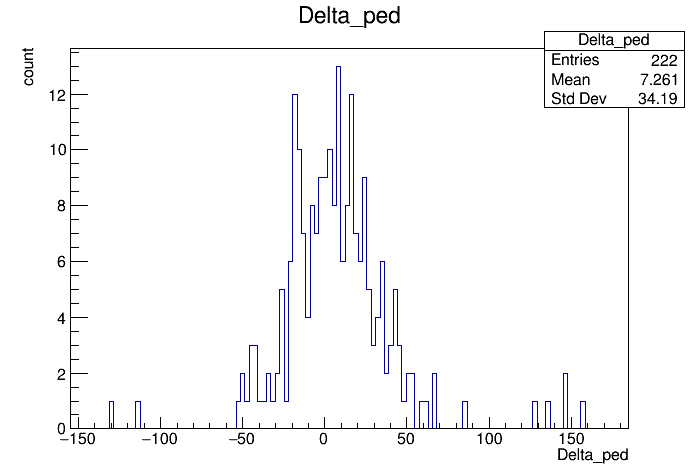 Delta_ped
Delta_ped
Entries 222
Mean 7.261
Std Dev 34.19
count
12
10
8
6
4
2
0
−150 −100 −50 0 50 100 150
Delta_ped